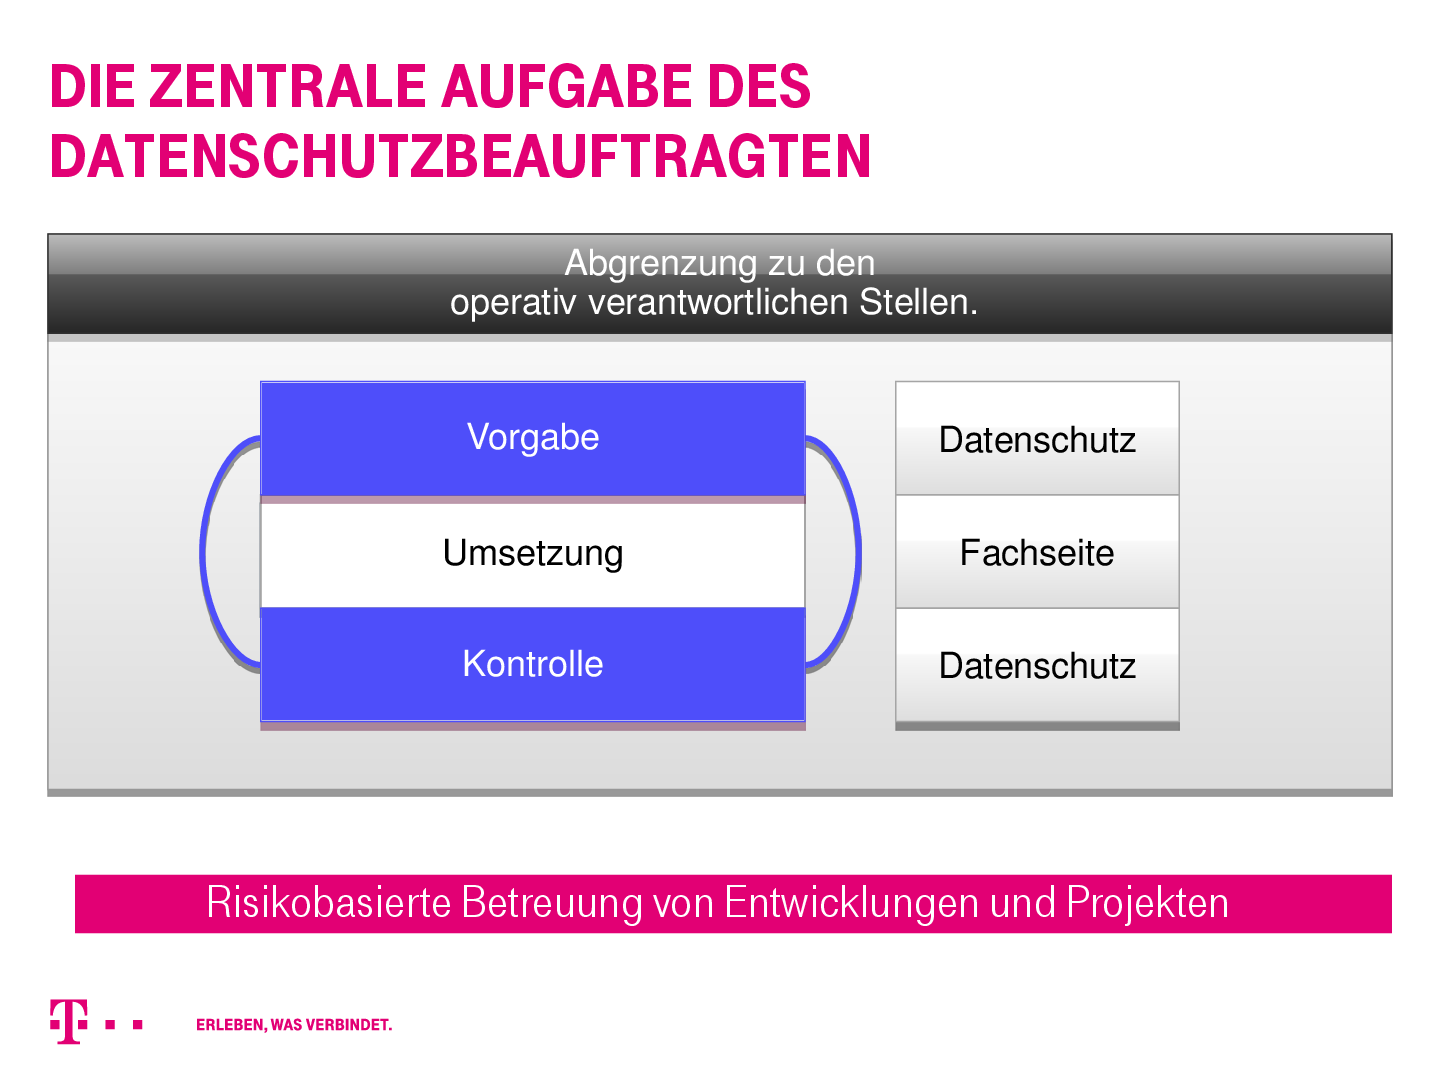 DIE ZENTRALE AUFGABE DES
DATENSCHUTZBEAUFTRAGTEN
Abgrenzung zu den
operativ verantwortlichen Stellen.
Vorgabe
Datenschutz
Umsetzung
Fachseite
Kontrolle
Datenschutz
Risikobasierte Betreuung von Entwicklungen und Projekten
T
ERLEBEN, WAS VERBINDET.